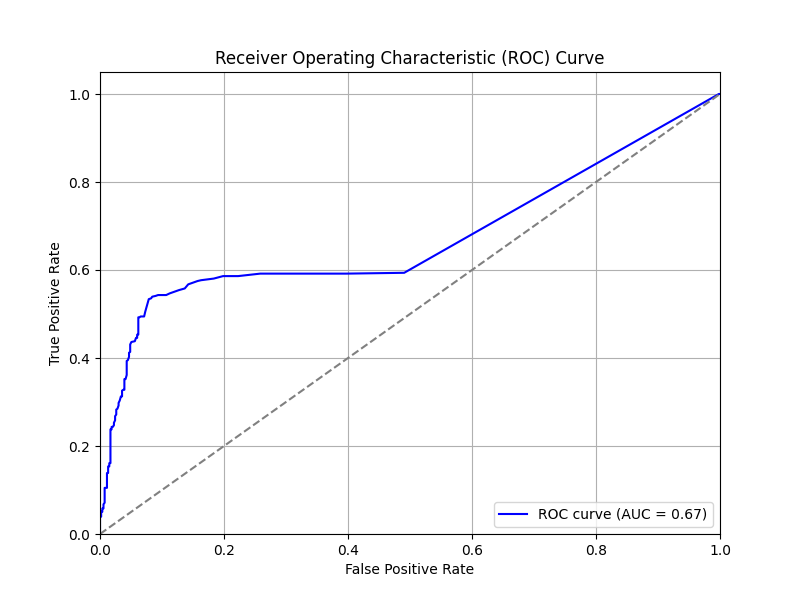 Receiver Operating Characteristic (ROC) Curve
True Positive Rate
1.0
0.8
0.6
0.4
0.2
0.0
ROC curve (AUC = 0.67)
0.0 0.2 0.4 0.6 0.8 1.0
False Positive Rate